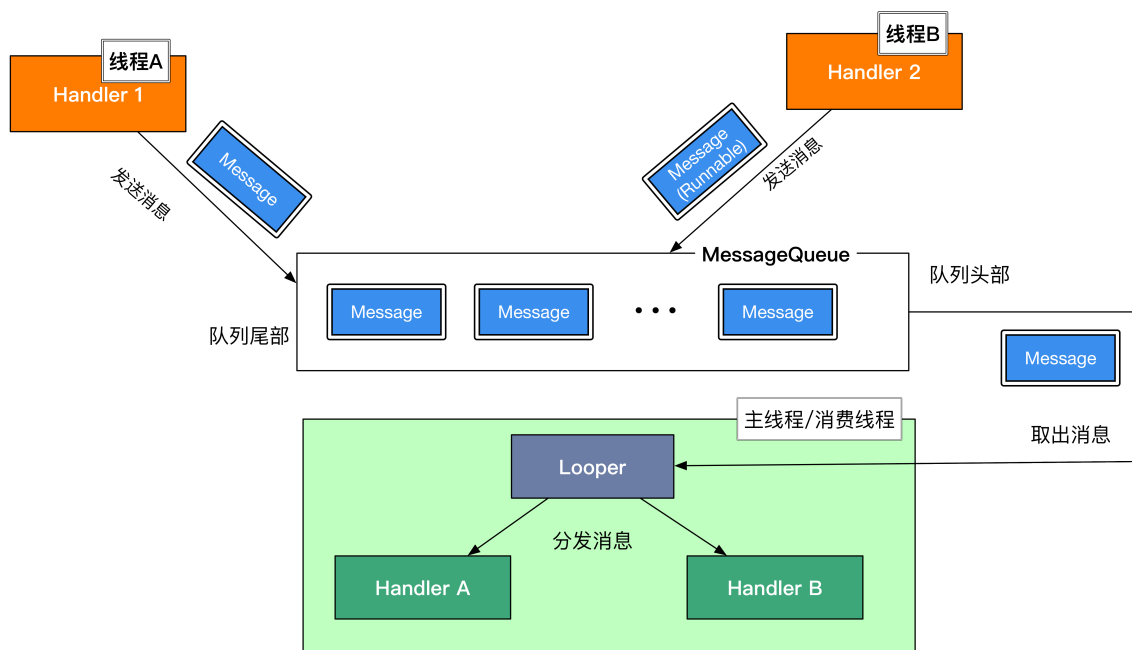 线程A
Handler 1
线程B
Handler 2
Message
发送消息
Message
(Runnable)
发送消息
MessageQueue
队列头部
Message
Message
• • •
Message
队列尾部
Message
主线程/消费线程
取出消息
Looper
分发消息
Handler A
Handler B